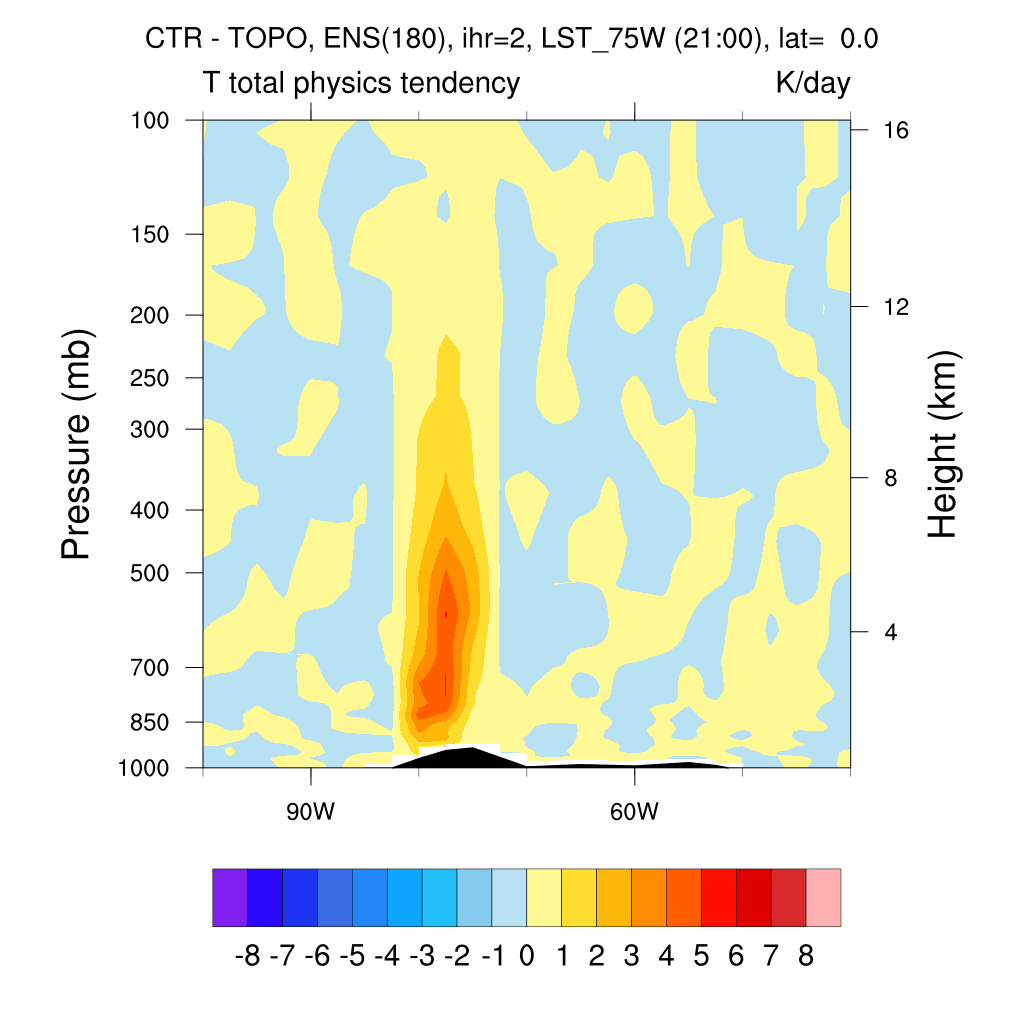 CTR - TOPO, ENS(180), ihr=2, LST_75W (21:00), lat=  0.0
T total physics tendency K/day
100
150
200
250
300
400
500
700
850
1000
Pressure (mb)
16
12
8
4
Height (km)
90W 60W
-8 -7 -6 -5 -4 -3 -2 -1 0 1 2 3 4 5 6 7 8